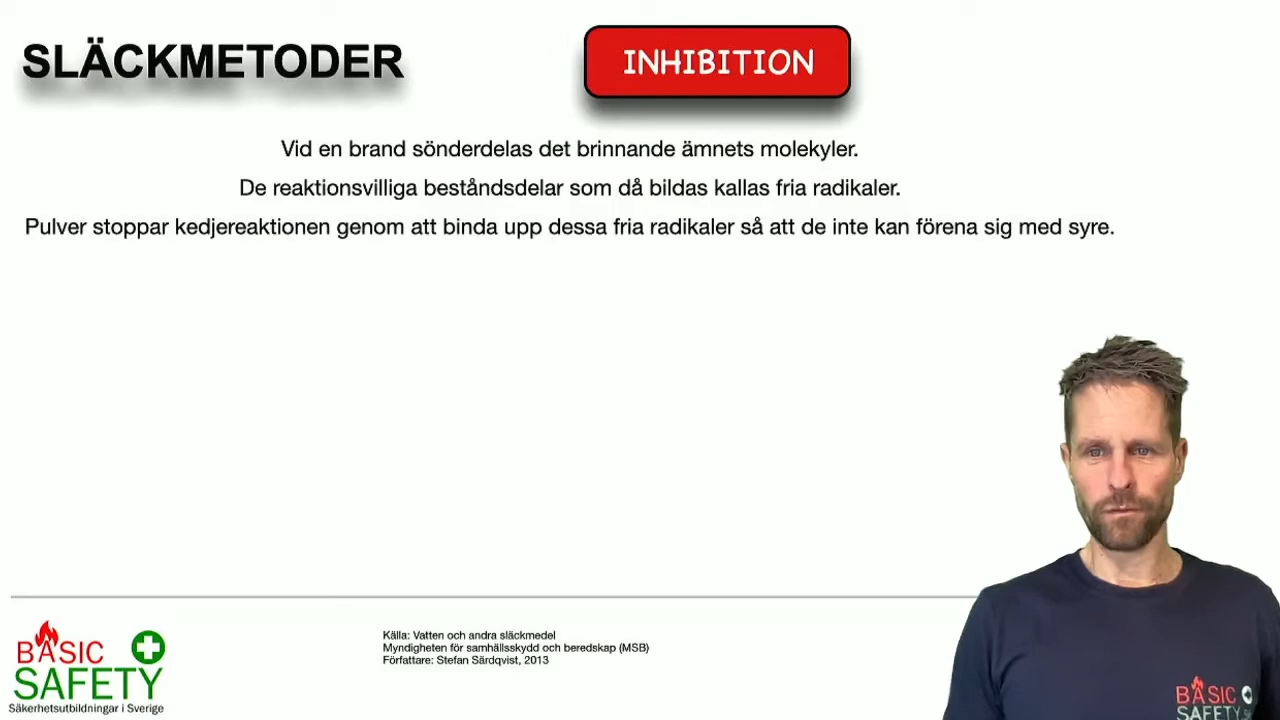 SLÄCKMETODER
INHIBITION
Vid en brand sönderdelas det brinnande ämnets molekyler.
De reaktionsvilliga beståndsdelar som då bildas kallas fria radikaler.
Pulver stoppar kedjereaktionen genom att binda upp dessa fria radikaler så att de inte kan förena sig med syre.
BASIC
SAFETY
Säkerhetsutbildningar i Sverige
Källa: Vatten och andra släckmedel
Myndigheten för samhällsskydd och beredskap (MSB)
Författare: Stefan Särdqvist, 2013
BASIC
SAFETY